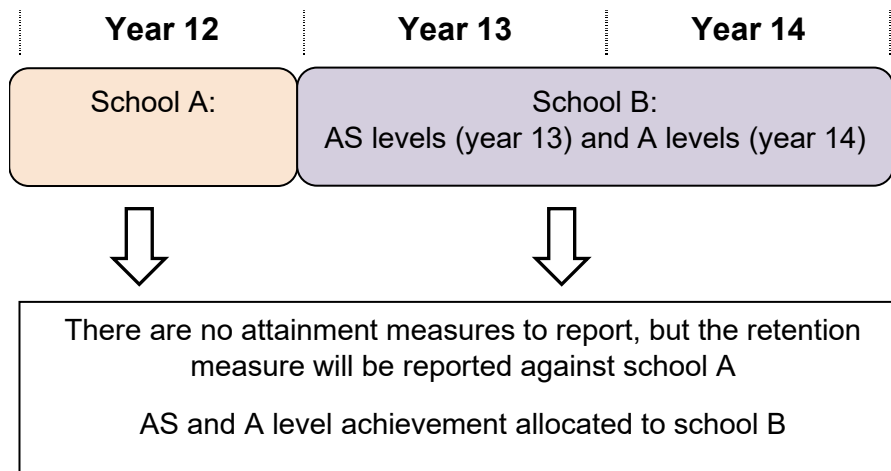 Year 12
Year 13
Year 14
School A:
School B:
AS levels (year 13) and A levels (year 14)
There are no attainment measures to report, but the retention
measure will be reported against school A
AS and A level achievement allocated to school B